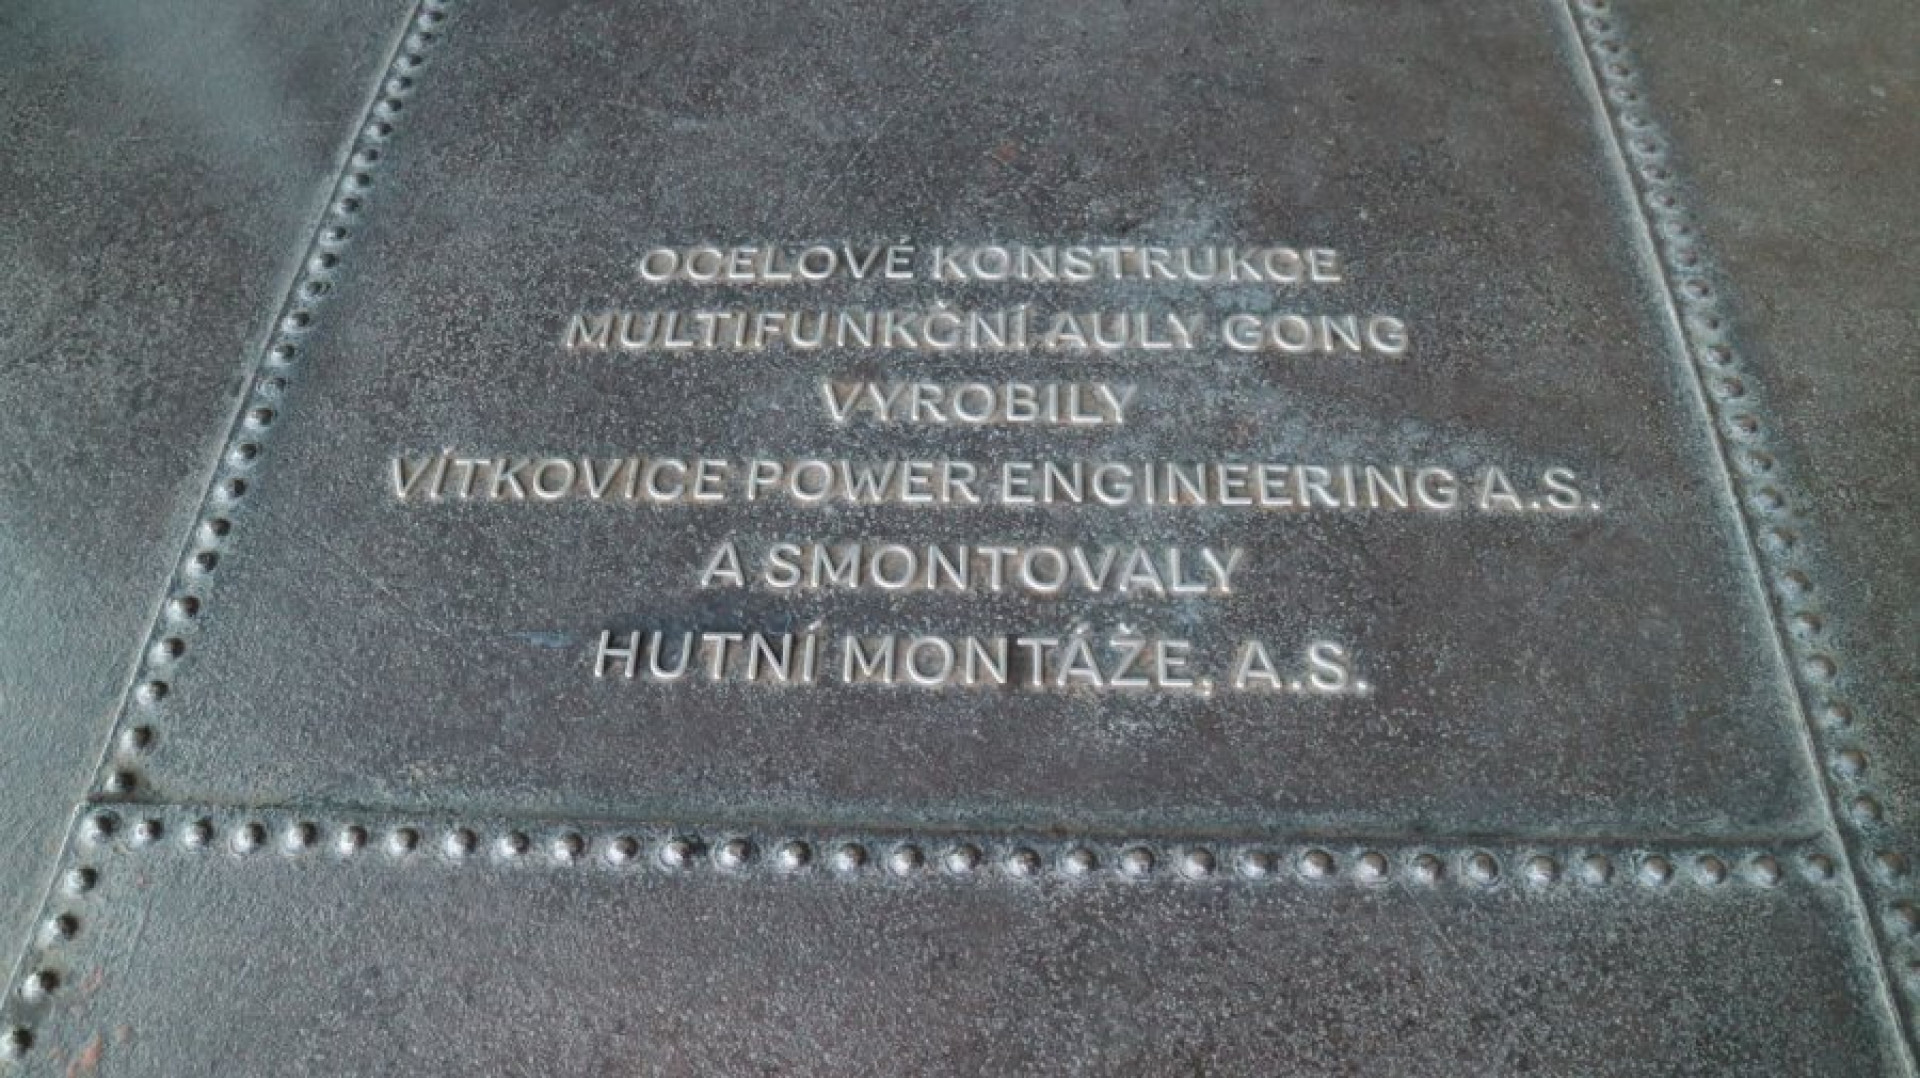 OCELOVÉ KONSTRUKCE
MULTIFUNKČNÍ AULY GONG
VYROBILY
VÍTKOVICE POWER ENGINEERING A.S.
A SMONTOVALY
HUTNÍ MONTÁŽE, A.S.